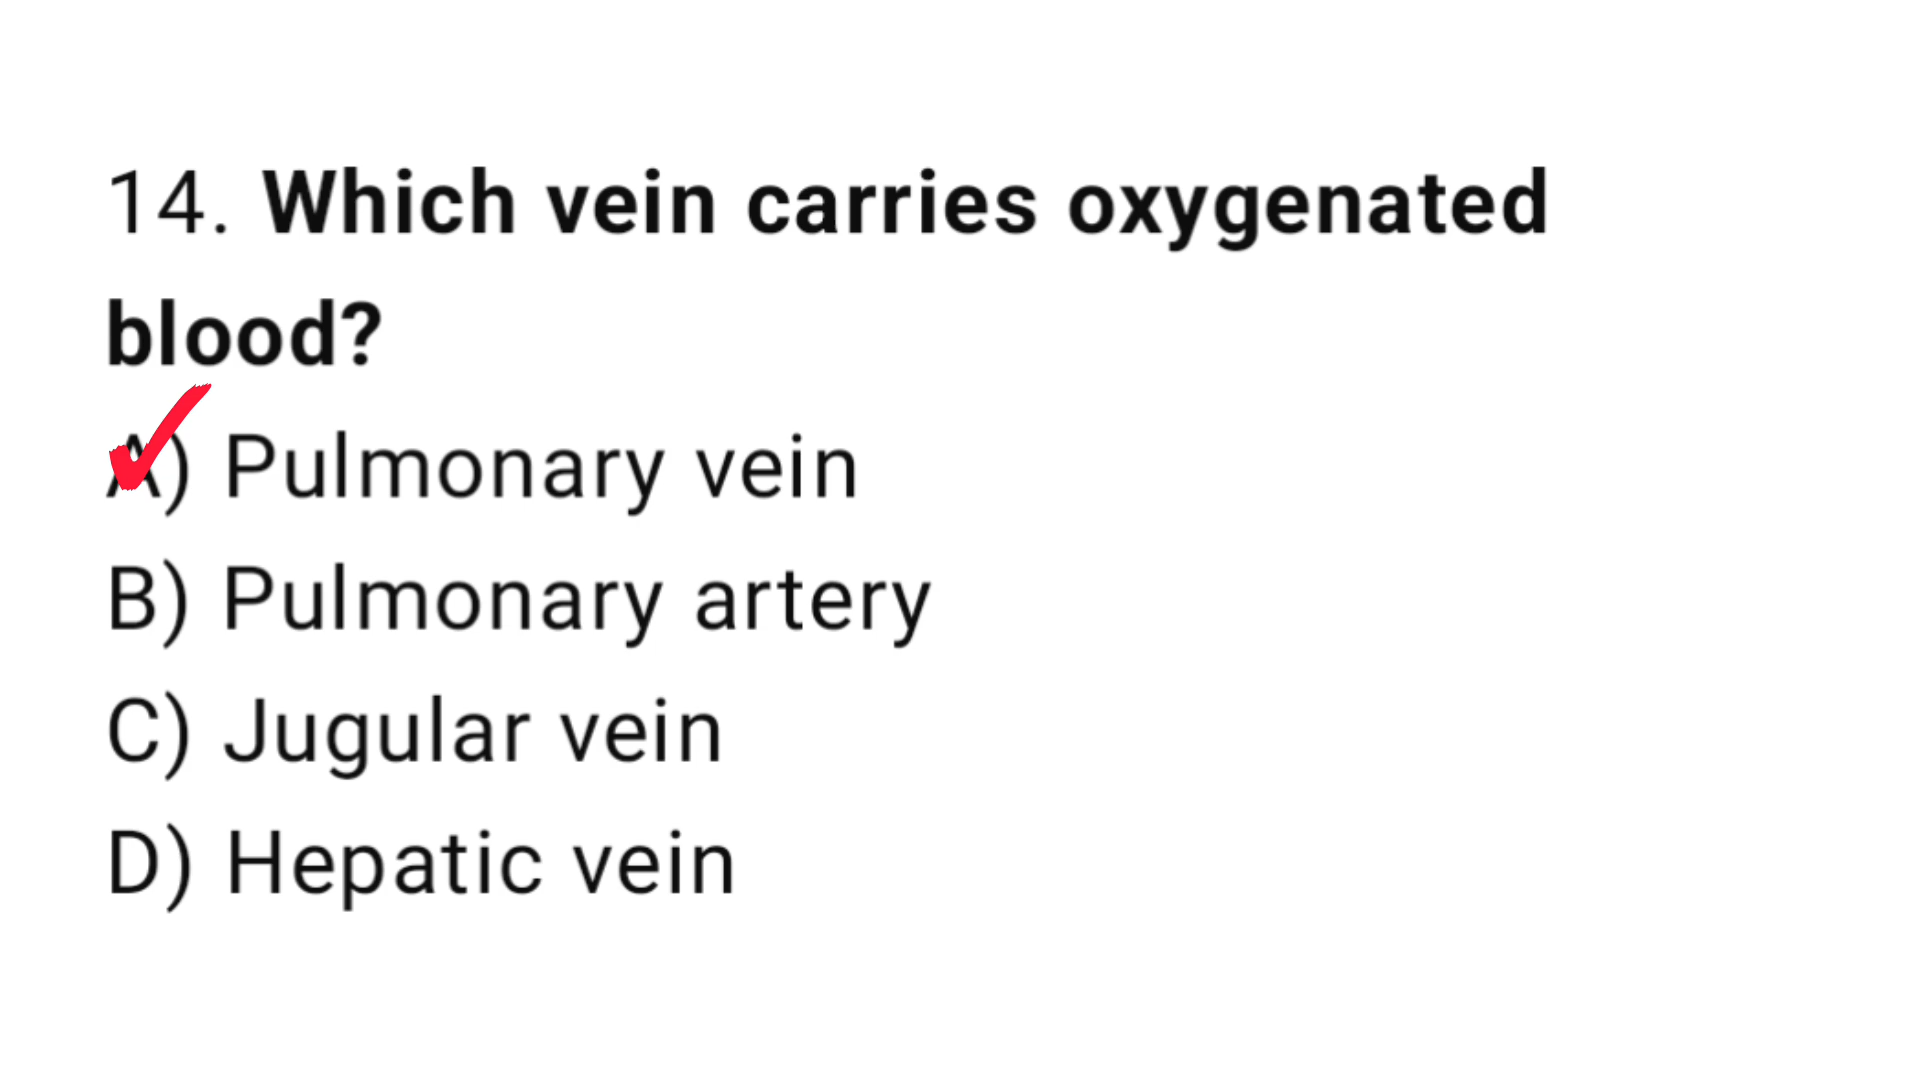 14. Which vein carries oxygenated
blood?
A) Pulmonary vein
B) Pulmonary artery
C) Jugular vein
D) Hepatic vein